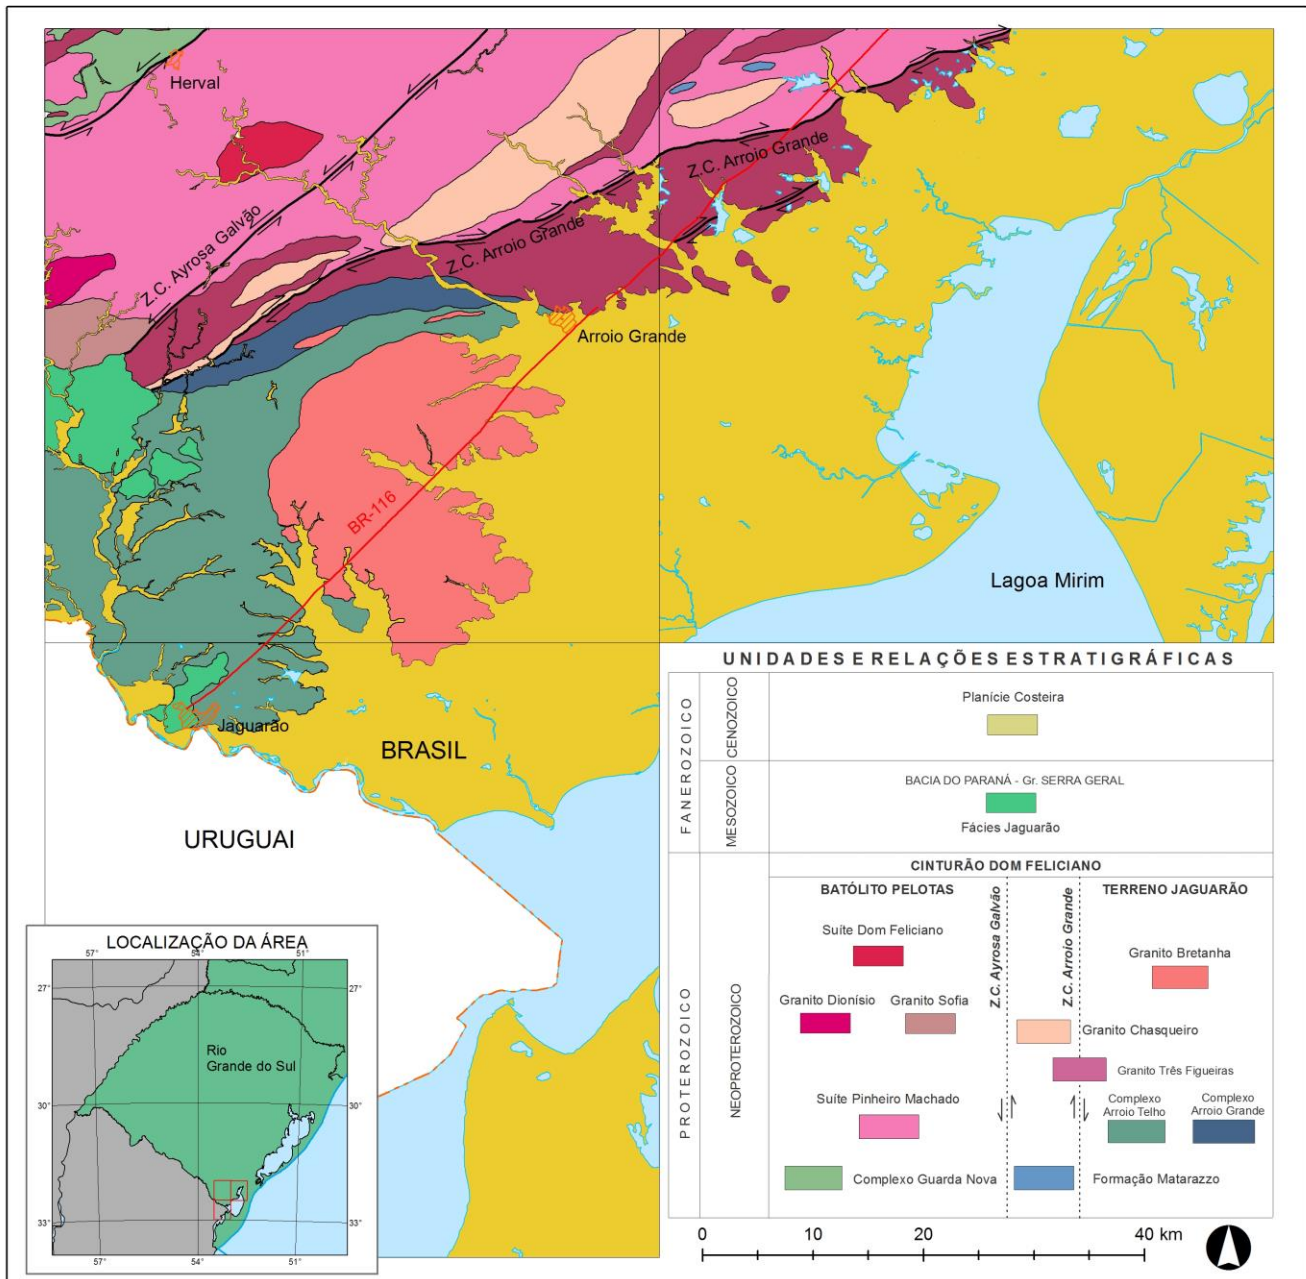 Herval
Z.C. Ayrosa Galvão
Z.C. Arroio Grande
Z.C. Arroio Grande
Arroio Grande
BR-116
Lagoa Mirim
Jaguarão
BRASIL
URUGUAI
UNIDADES E RELAÇÕES ESTRATIGRÁFICAS
FANEROZOICO
CENOZOICO
Planície Costeira
MESOZOICO
BACIA DO PARANÁ - Gr. SERRA GERAL
Fácies Jaguarão
PROTEROZOICO
NEOPROTEROZOICO
CINTURÃO DOM FELICIANO
BATÓLITO PELOTAS
Z.C. Ayrosa Galvão
Z.C. Arroio Grande
TERRENO JAGUARÃO
Suíte Dom Feliciano
Granito Bretanha
Granito Dionísio
Granito Sofia
Granito Chasqueiro
Granito Três Figueiras
Suíte Pinheiro Machado
Complexo
Arroio Telho
Complexo
Arroio Grande
Complexo Guarda Nova
Formação Matarazzo
0 10 20 40 km
LOCALIZAÇÃO DA ÁREA
57° 54° 51°
27° 27°
Rio
Grande do Sul
30° 30°
33° 33°
57° 54° 51°